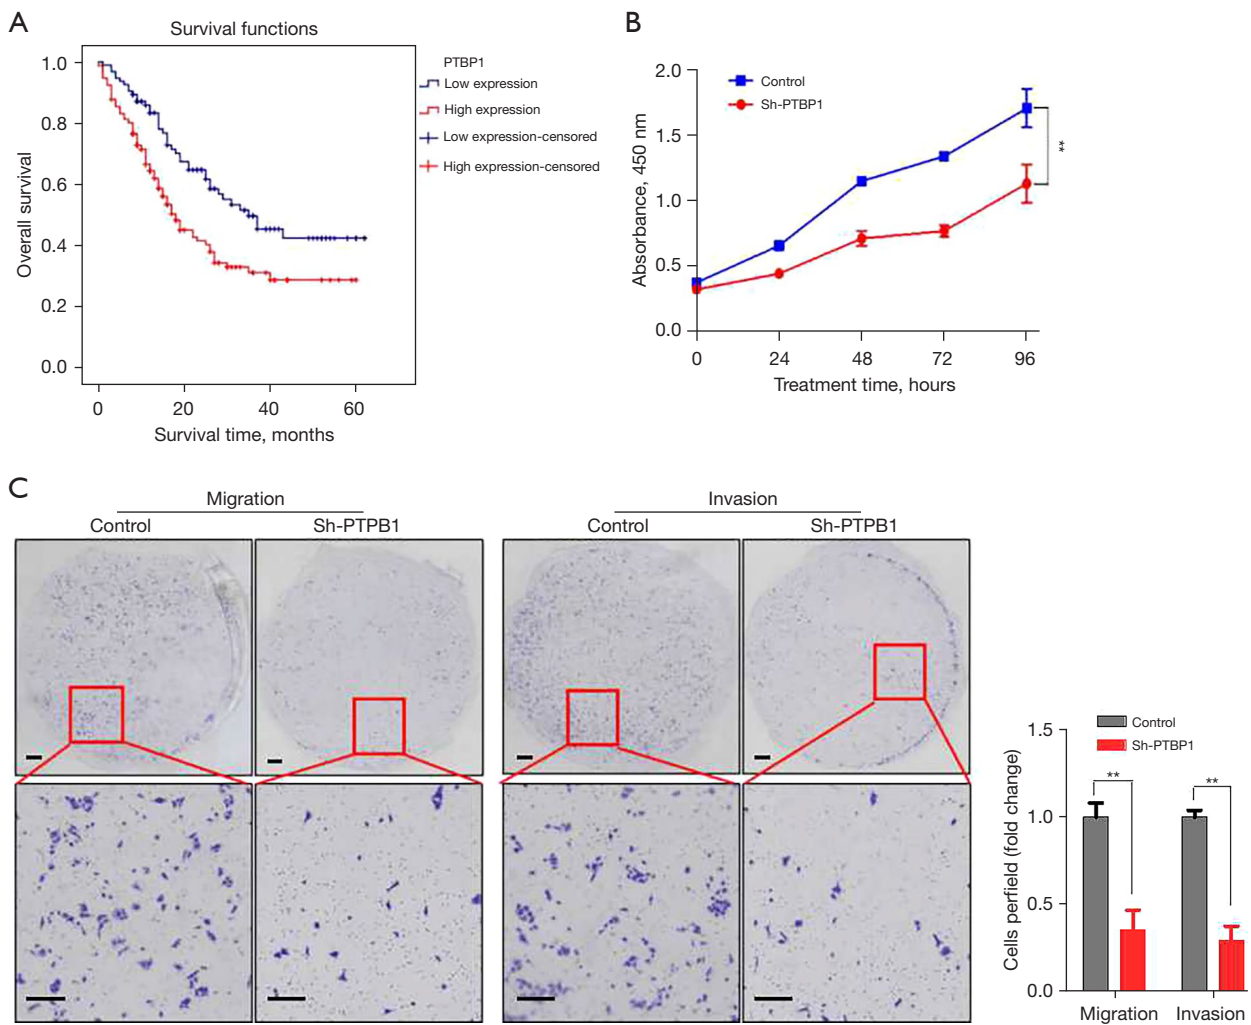 A
Survival functions
1.0
0.8
0.6
0.4
0.2
0.0
Overall survival
0 20 40 60
Survival time, months
PTBP1
Low expression
High expression
Low expression-censored
High expression-censored
B
2.0
1.5
1.0
0.5
0.0
Absorbance, 450 nm
Control
Sh-PTBP1
**
0 24 48 72 96
Treatment time, hours
C
Migration
Control Sh-PTPB1
Invasion
Control Sh-PTPB1
Control
Sh-PTBP1
1.5
1.0
0.5
0.0
Cells perfield (fold change)
** **
Migration Invasion